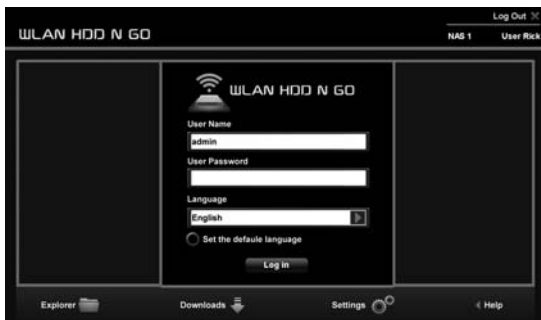 Log Out
WLAN HDD N GO
NAS 1 User Rick
WLAN HDD N GO
User Name
admin
User Password
Language
English
Set the defaule language
Log in
Explorer Downloads Settings Help